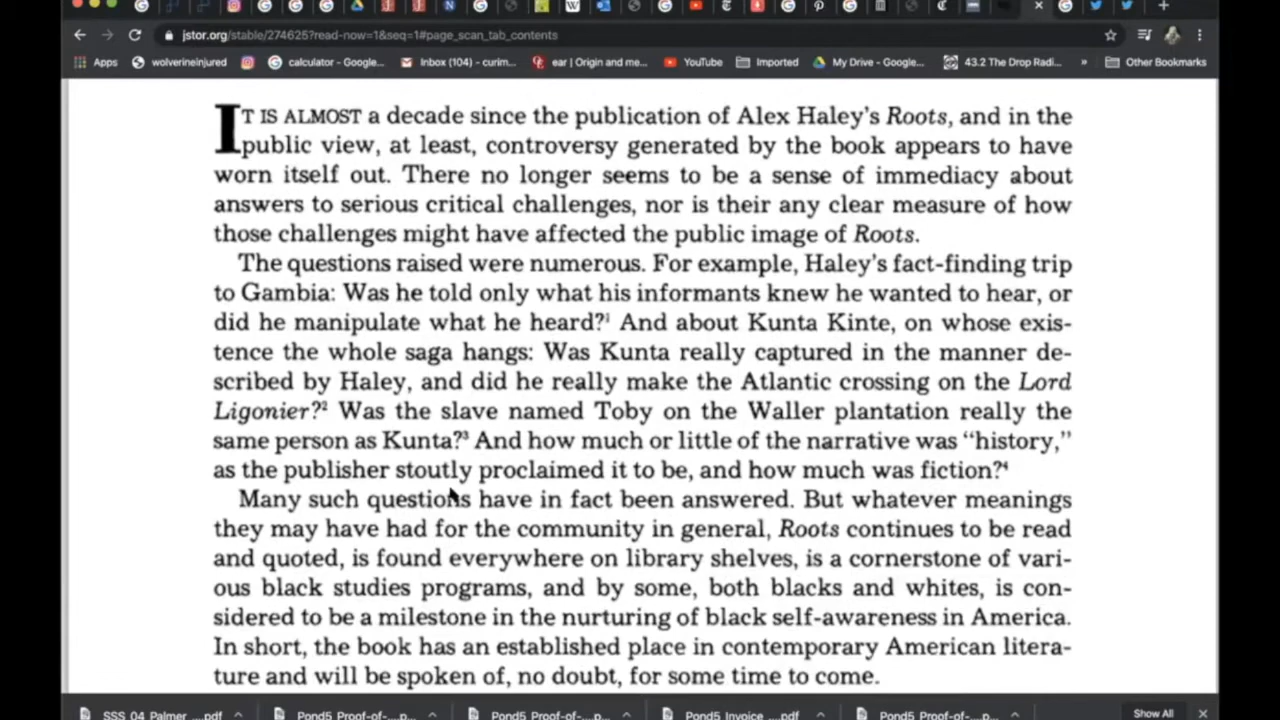 jstor.org/stable/274625?read-now=1&seq=1#page_scan_tab_contents
Apps wolverineinjured calculator - Google... Inbox (104) - curim... ear | Origin and me... YouTube Imported My Drive - Google... 43.2 The Drop Radi... » Other Bookmarks
IT IS ALMOST a decade since the publication of Alex Haley's Roots, and in the
public view, at least, controversy generated by the book appears to have
worn itself out. There no longer seems to be a sense of immediacy about
answers to serious critical challenges, nor is their any clear measure of how
those challenges might have affected the public image of Roots.
The questions raised were numerous. For example, Haley's fact-finding trip
to Gambia: Was he told only what his informants knew he wanted to hear, or
did he manipulate what he heard?¹ And about Kunta Kinte, on whose exis-
tence the whole saga hangs: Was Kunta really captured in the manner de-
scribed by Haley, and did he really make the Atlantic crossing on the Lord
Ligonier?² Was the slave named Toby on the Waller plantation really the
same person as Kunta?³ And how much or little of the narrative was "history,"
as the publisher stoutly proclaimed it to be, and how much was fiction?⁴
Many such questions have in fact been answered. But whatever meanings
they may have had for the community in general, Roots continues to be read
and quoted, is found everywhere on library shelves, is a cornerstone of vari-
ous black studies programs, and by some, both blacks and whites, is con-
sidered to be a milestone in the nurturing of black self-awareness in America.
In short, the book has an established place in contemporary American litera-
ture and will be spoken of, no doubt, for some time to come.
SSS_04_Palmer ....pdf Pond5_Proof-of-....p... Pond5_Proof-of-....p... Pond5_Invoice_....pdf Pond5_Proof-of-....p... Show All